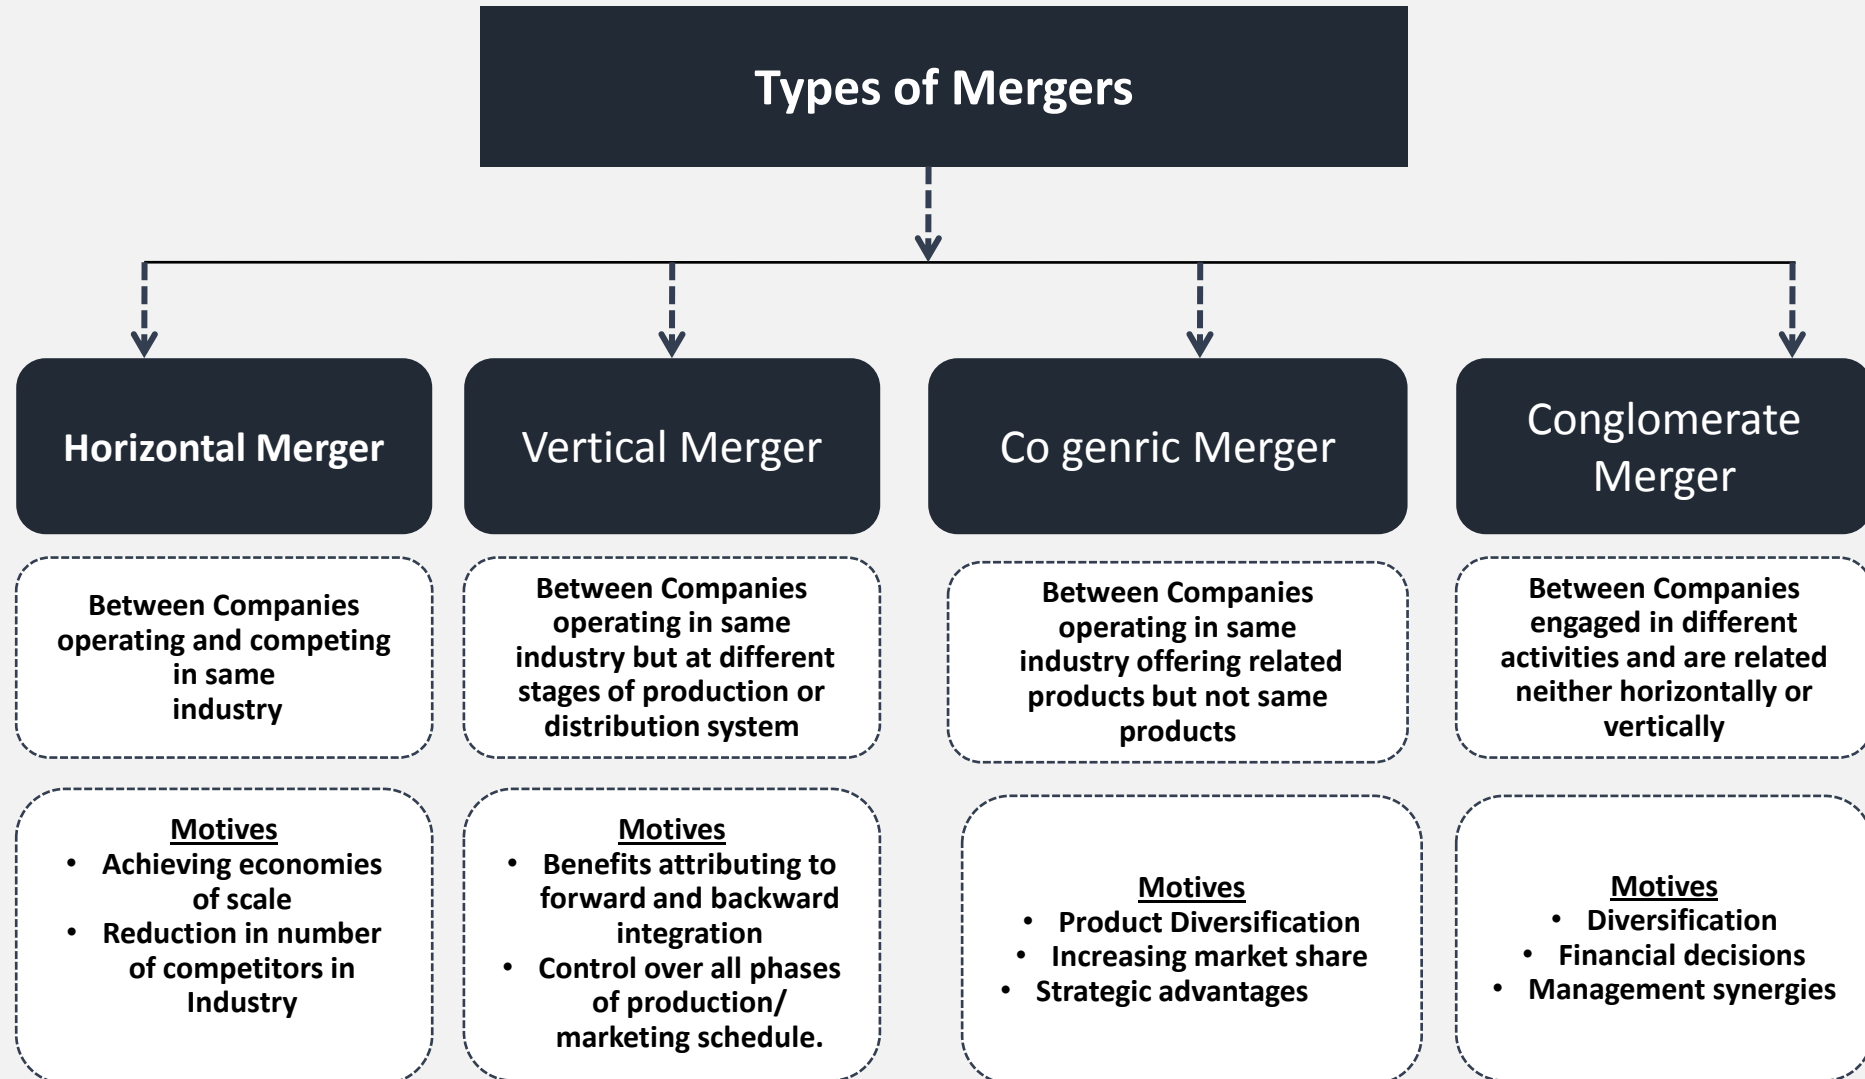 Types of Mergers
Horizontal Merger
Vertical Merger
Co genric Merger
Conglomerate
Merger
Between Companies
operating and competing
in same
industry
Between Companies
operating in same
industry but at different
stages of production or
distribution system
Between Companies
operating in same
industry offering related
products but not same
products
Between Companies
engaged in different
activities and are related
neither horizontally or
vertically
Motives
• Achieving economies
of scale
• Reduction in number
of competitors in
Industry
Motives
• Benefits attributing to
forward and backward
integration
• Control over all phases
of production/
marketing schedule.
Motives
• Product Diversification
• Increasing market share
• Strategic advantages
Motives
• Diversification
• Financial decisions
• Management synergies